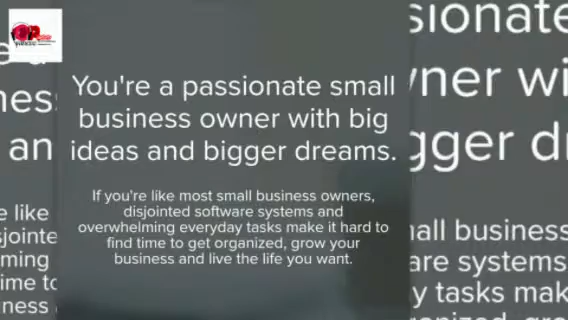 You're a passionate small
business owner with big
ideas and bigger dreams.
If you're like most small business owners,
disjointed software systems and
overwhelming everyday tasks make it hard to
find time to get organized, grow your
business and live the life you want.